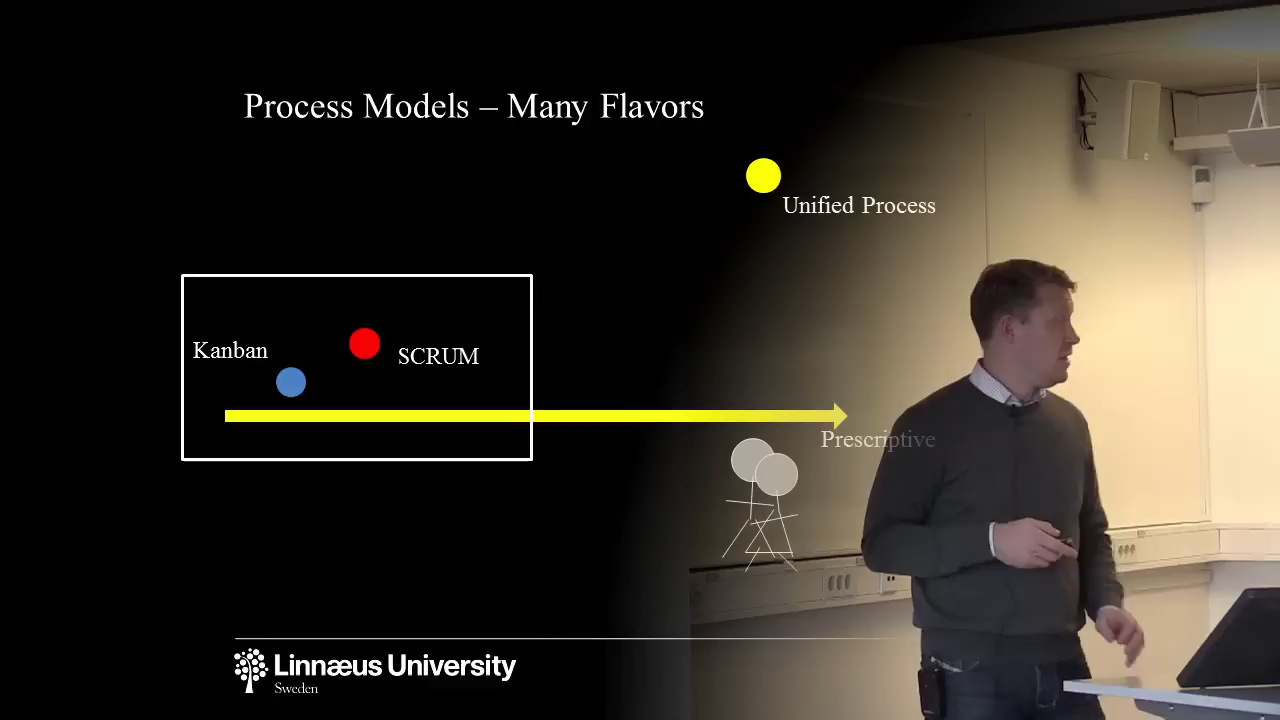 Process Models – Many Flavors
Unified Process
Kanban
SCRUM
Prescriptive
Linnæus University
Sweden